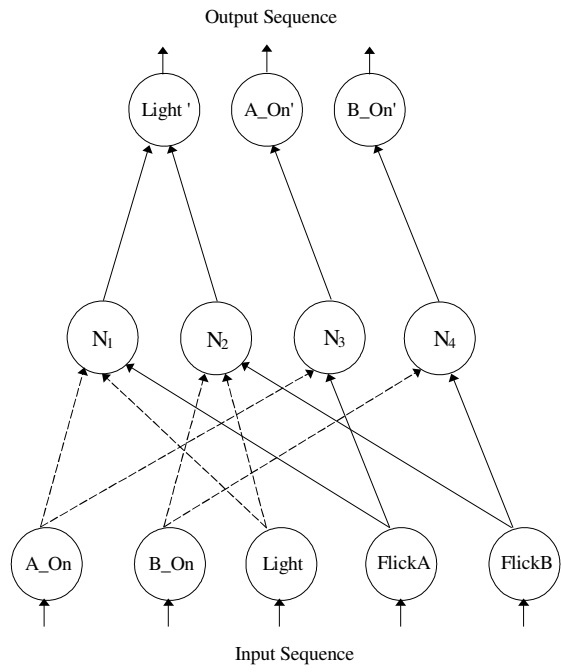 Output Sequence
Light '
A_On'
B_On'
N1
N2
N3
N4
A_On
B_On
Light
FlickA
FlickB
Input Sequence